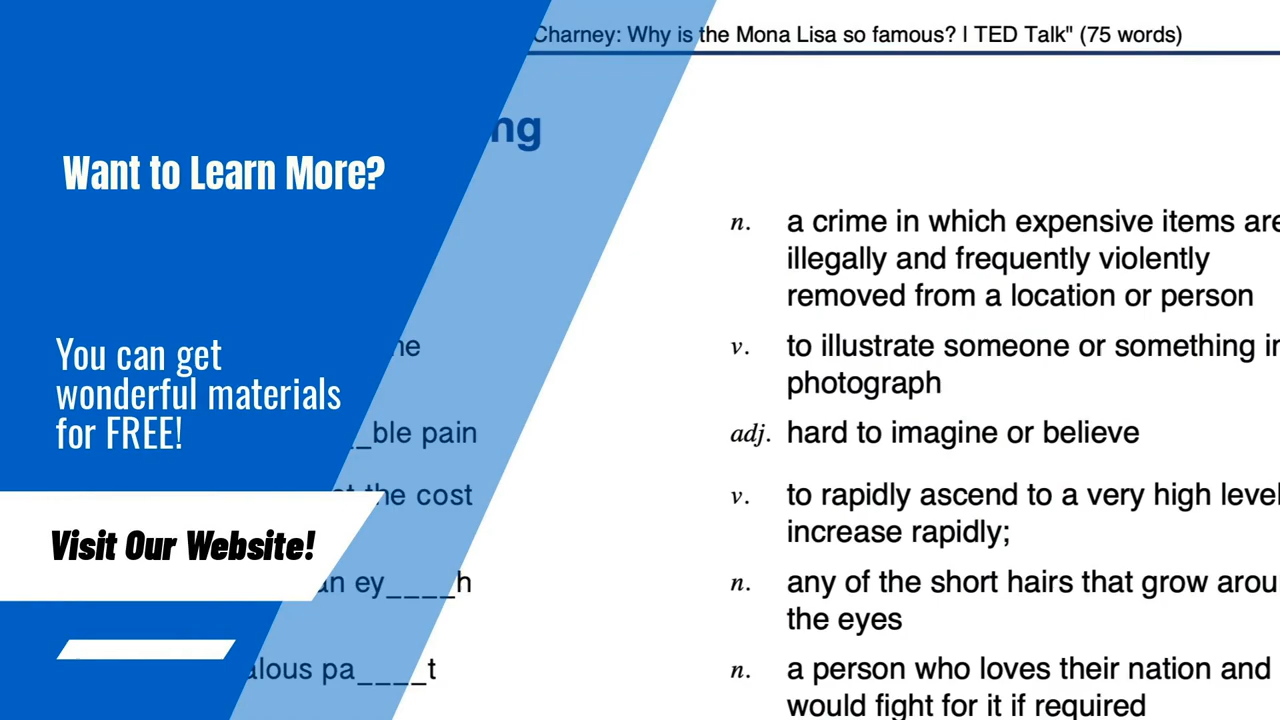 Charney: Why is the Mona Lisa so famous? | TED Talk" (75 words)
ng
Want to Learn More?
You can get
wonderful materials
for FREE!
Visit Our Website!
he
_ble pain
the cost
an ey____h
alous pa____t
n. a crime in which expensive items are
illegally and frequently violently
removed from a location or person
v. to illustrate someone or something in
photograph
adj. hard to imagine or believe
v. to rapidly ascend to a very high level
increase rapidly;
n. any of the short hairs that grow arou
the eyes
n. a person who loves their nation and
would fight for it if required